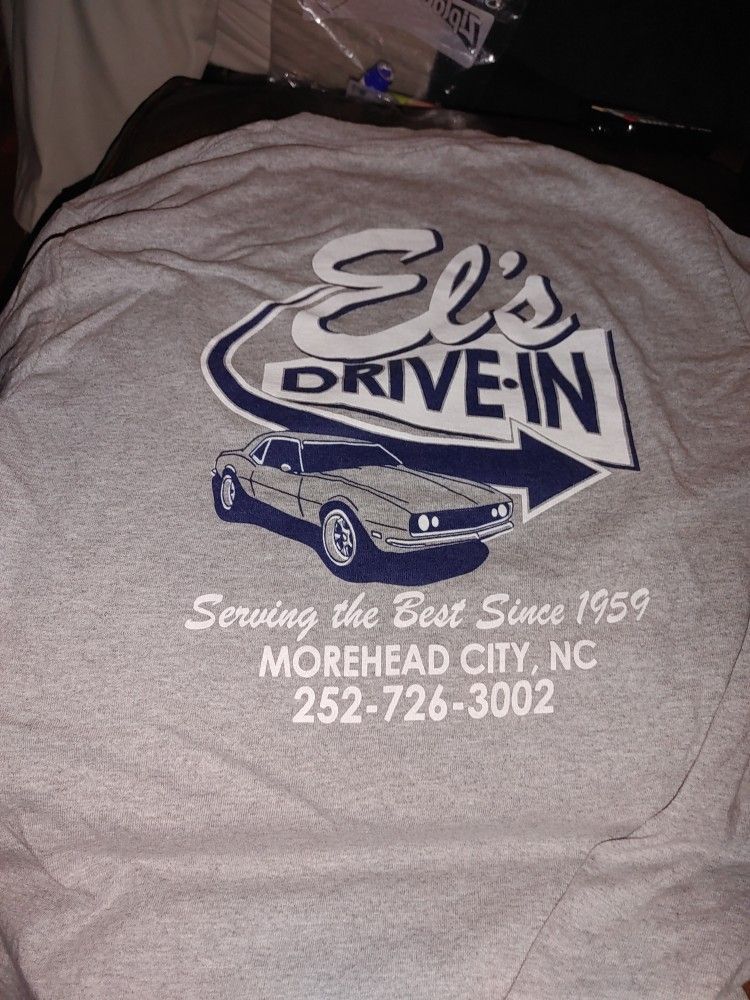 El's
DRIVE-IN
Serving the Best Since 1959
MOREHEAD CITY, NC
252-726-3002